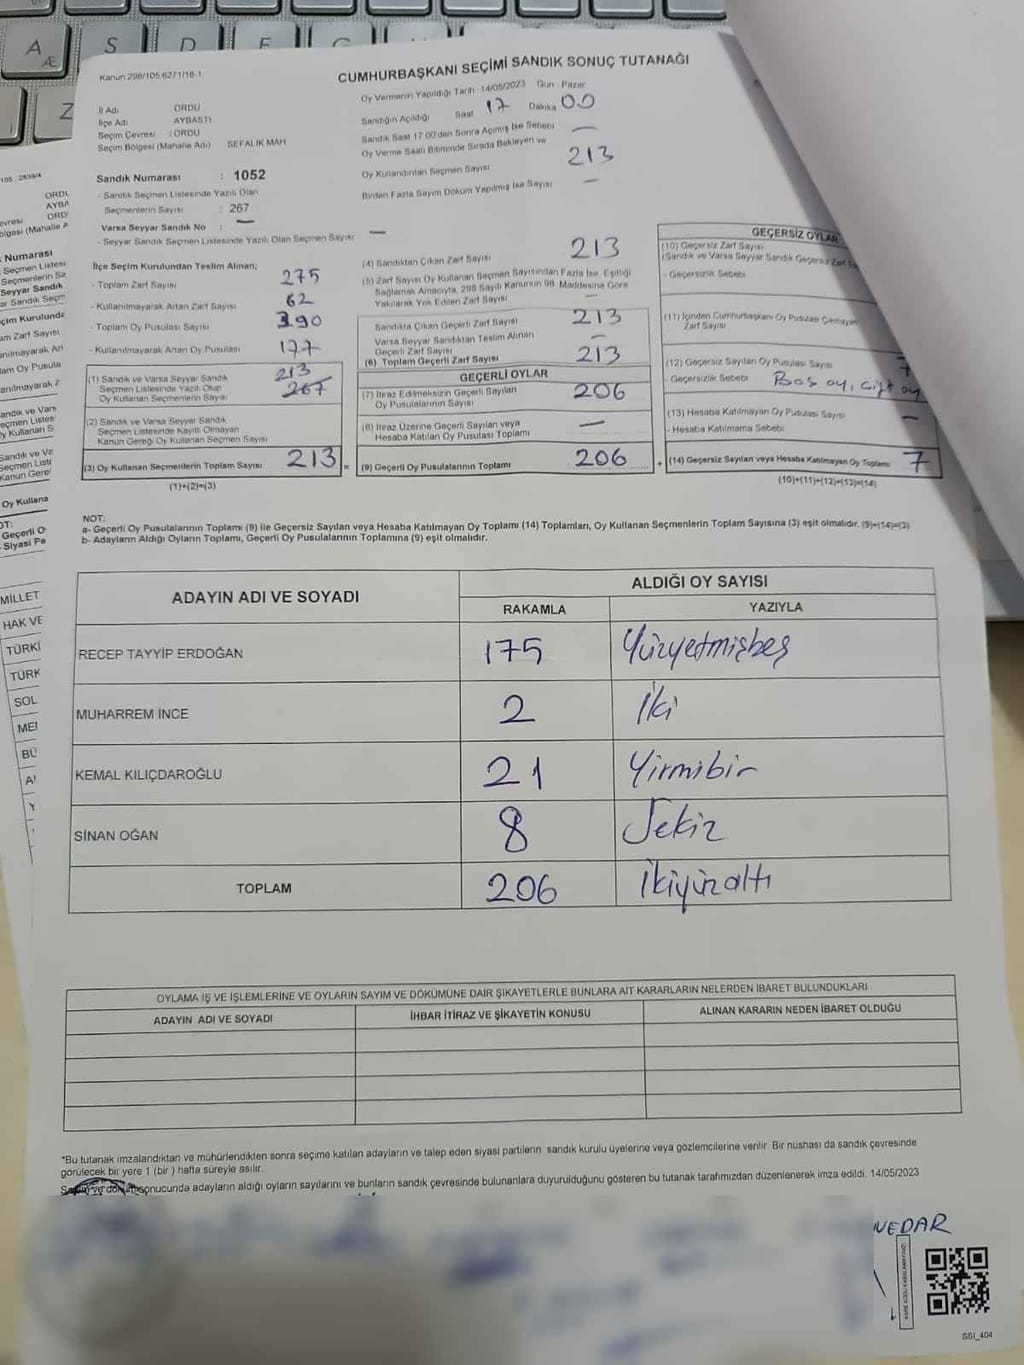 Kanun 298/105.6271/18-1
CUMHURBAŞKANI SEÇİMİ SANDIK SONUÇ TUTANAĞI
İl Adı : ORDU
İlçe Adı : AYBASTI
Seçim Çevresi : ORDU
Seçim Bölgesi (Mahalle Adı) SEFALIK MAH
Sandık Numarası : 1052
- Sandık Seçmen Listesinde Yazılı Olan
Seçmenlerin Sayısı : 267
Varsa Seyyar Sandık No : —
- Seyyar Sandık Seçmen Listesinde Yazılı Olan Seçmen Sayısı —
Oy Vermenin Yapıldığı Tarih 14/05/2023 Gün Pazar
Sandığın Açıldığı Saat 17 Dakika 00
Sandık Saat 17.00'den Sonra Açılmış İse Sebebi —
Oy Verme Saati Bitiminde Sırada Bekleyen ve
Oy Kullandırılan Seçmen Sayısı 213
Birden Fazla Sayım Döküm Yapılmış İse Sayısı —
İlçe Seçim Kurulundan Teslim Alınan;
- Toplam Zarf Sayısı 275
- Kullanılmayarak Artan Zarf Sayısı 62
- Toplam Oy Pusulası Sayısı 390
- Kullanılmayarak Artan Oy Pusulası 177
(1) Sandık ve Varsa Seyyar Sandık
Seçmen Listesinde Yazılı Olup
Oy Kullanan Seçmenlerin Sayısı 213 267
(2) Sandık ve Varsa Seyyar Sandık
Seçmen Listesinde Kayıtlı Olmayan
Kanun Gereği Oy Kullanan Seçmen Sayısı
(3) Oy Kullanan Seçmenlerin Toplam Sayısı 213 =
(1)+(2)=(3)
(4) Sandıktan Çıkan Zarf Sayısı 213
(5) Zarf Sayısı Oy Kullanan Seçmen Sayısından Fazla İse, Eşitliği
Sağlamak Amacıyla, 298 Sayılı Kanunun 98. Maddesine Göre
Yakılarak Yok Edilen Zarf Sayısı —
Sandıkta Çıkan Geçerli Zarf Sayısı 213
Varsa Seyyar Sandıktan Teslim Alınan
Geçerli Zarf Sayısı —
(6) Toplam Geçerli Zarf Sayısı 213
GEÇERLİ OYLAR
(7) İtiraz Edilmeksizin Geçerli Sayılan
Oy Pusulalarının Sayısı 206
(8) İtiraz Üzerine Geçerli Sayılan veya
Hesaba Katılan Oy Pusulası Toplamı —
(9) Geçerli Oy Pusulalarının Toplamı 206 +
GEÇERSİZ OYLAR
(10) Geçersiz Zarf Sayısı
(Sandık ve Varsa Seyyar Sandık Geçersiz Zarf
- Geçersizlik Sebebi
(11) İçinden Cumhurbaşkanı Oy Pusulası Çıkmayan
Zarf Sayısı
(12) Geçersiz Sayılan Oy Pusulası Sayısı 7
- Geçersizlik Sebebi Boş oy, çift oy
(13) Hesaba Katılmayan Oy Pusulası Sayısı —
- Hesaba Katılmama Sebebi
(14) Geçersiz Sayılan veya Hesaba Katılmayan Oy Toplamı 7
(10)+(11)+(12)+(13)=(14)
NOT:
a- Geçerli Oy Pusulalarının Toplamı (9) ile Geçersiz Sayılan veya Hesaba Katılmayan Oy Toplamı (14) Toplamları, Oy Kullanan Seçmenlerin Toplam Sayısına (3) eşit olmalıdır. (9)+(14)=(3)
b- Adayların Aldığı Oyların Toplamı, Geçerli Oy Pusulalarının Toplamına (9) eşit olmalıdır.
ADAYIN ADI VE SOYADI
ALDIĞI OY SAYISI
RAKAMLA YAZIYLA
RECEP TAYYİP ERDOĞAN 175 Yüzyetmişbeş
MUHARREM İNCE 2 İki
KEMAL KILIÇDAROĞLU 21 Yirmibir
SİNAN OĞAN 8 Sekiz
TOPLAM 206 İkiyüzaltı
OYLAMA İŞ VE İŞLEMLERİNE VE OYLARIN SAYIM VE DÖKÜMÜNE DAİR ŞİKAYETLERLE BUNLARA AİT KARARLARIN NELERDEN İBARET BULUNDUKLARI
ADAYIN ADI VE SOYADI
İHBAR İTİRAZ VE ŞİKAYETİN KONUSU
ALINAN KARARIN NEDEN İBARET OLDUĞU
*Bu tutanak imzalandıktan ve mühürlendikten sonra seçime katılan adayların ve talep eden siyasi partilerin sandık kurulu üyelerine veya gözlemcilerine verilir. Bir nüshası da sandık çevresinde
görülecek bir yere 1 (bir) hafta süreyle asılır.
Sayım ve döküm sonucunda adayların aldığı oyların sayılarını ve bunların sandık çevresinde bulunanlara duyurulduğunu gösteren bu tutanak tarafımızdan düzenlenerek imza edildi. 14/05/2023
VEDAR
SSI_404